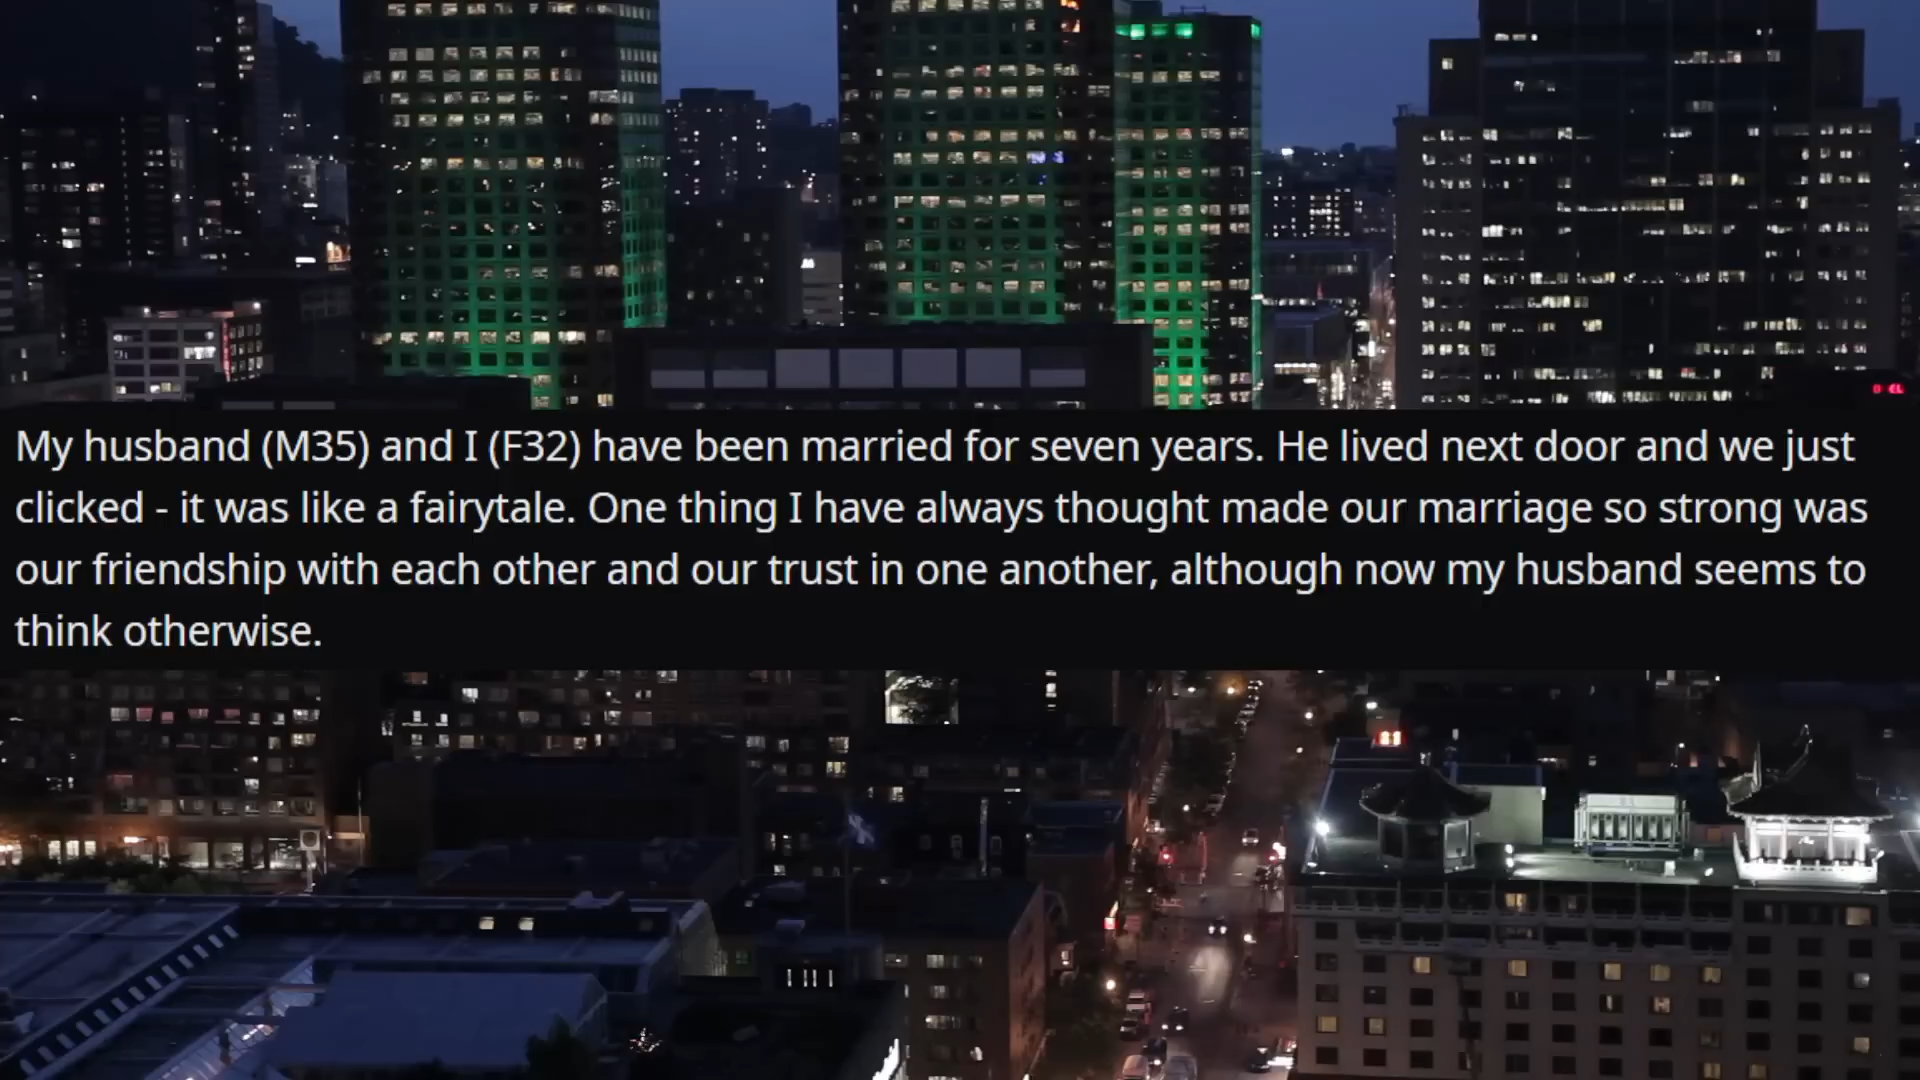 My husband (M35) and I (F32) have been married for seven years. He lived next door and we just
clicked - it was like a fairytale. One thing I have always thought made our marriage so strong was
our friendship with each other and our trust in one another, although now my husband seems to
think otherwise.